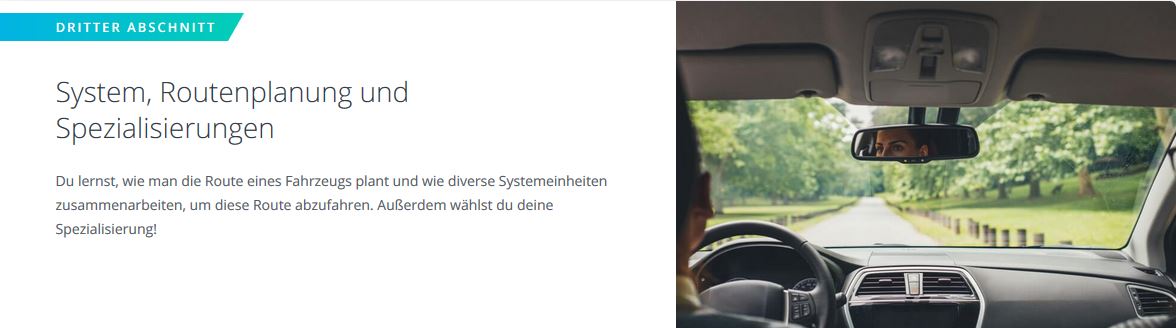 DRITTER ABSCHNITT
System, Routenplanung und
Spezialisierungen
Du lernst, wie man die Route eines Fahrzeugs plant und wie diverse Systemeinheiten
zusammenarbeiten, um diese Route abzufahren. Außerdem wählst du deine
Spezialisierung!